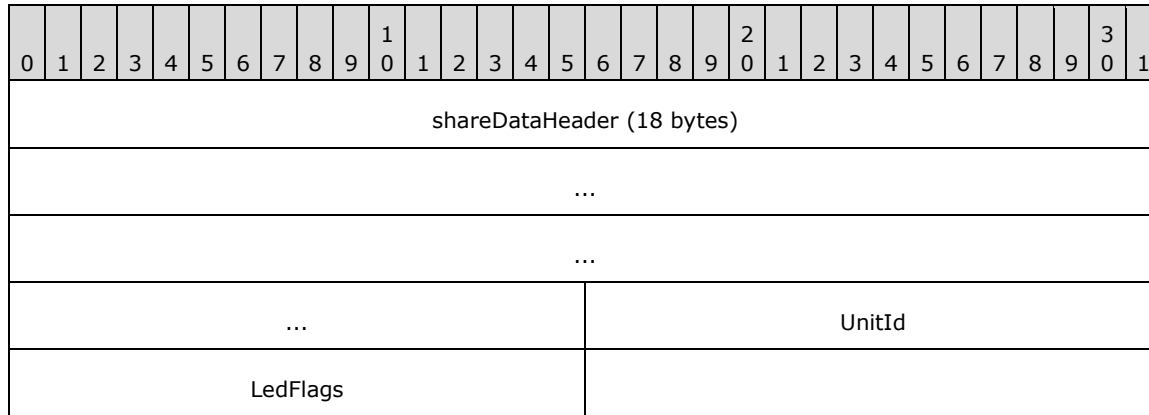 1 2 3
0 1 2 3 4 5 6 7 8 9 0 1 2 3 4 5 6 7 8 9 0 1 2 3 4 5 6 7 8 9 0 1
shareDataHeader (18 bytes)
...
...
... UnitId
LedFlags